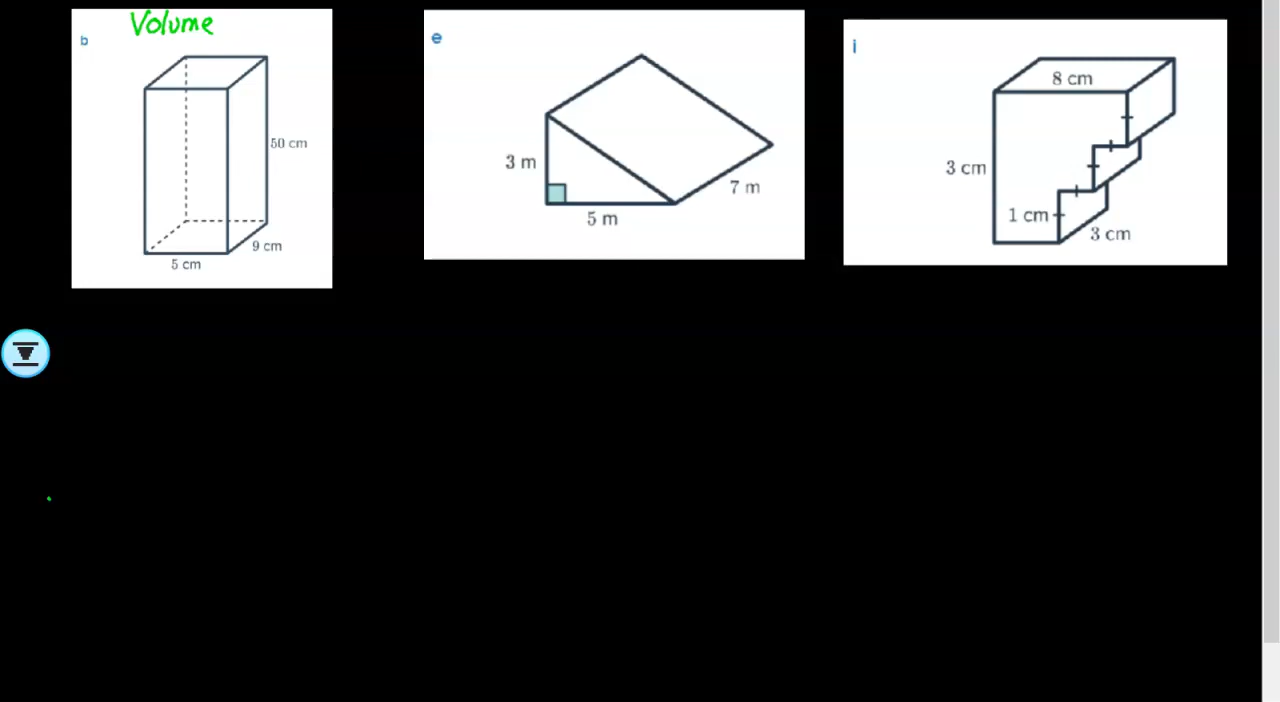 Volume
b
50 cm
9 cm
5 cm
e
3 m
7 m
5 m
i
8 cm
3 cm
1 cm
3 cm